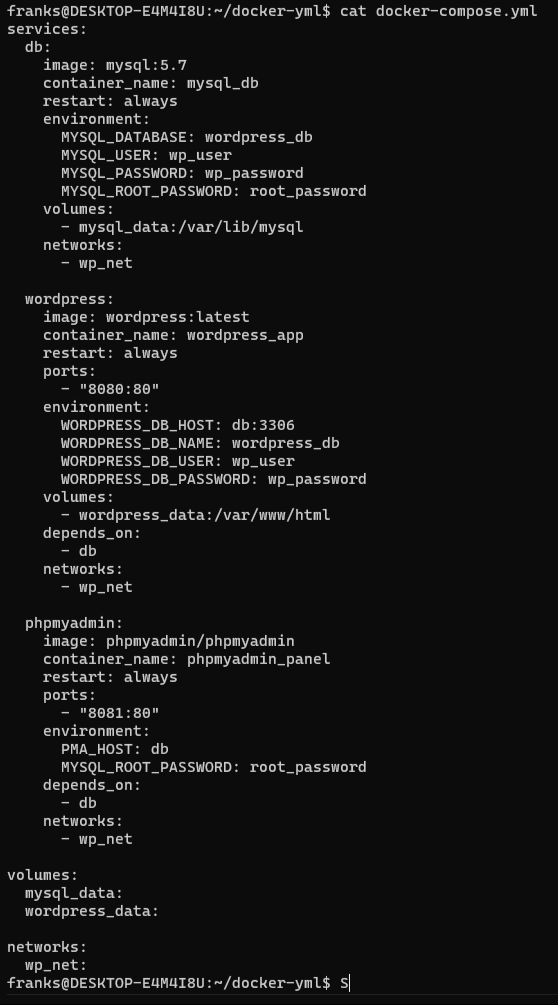 franks@DESKTOP-E4M4I8U:~/docker-yml$ cat docker-compose.yml
services:
  db:
    image: mysql:5.7
    container_name: mysql_db
    restart: always
    environment:
      MYSQL_DATABASE: wordpress_db
      MYSQL_USER: wp_user
      MYSQL_PASSWORD: wp_password
      MYSQL_ROOT_PASSWORD: root_password
    volumes:
      - mysql_data:/var/lib/mysql
    networks:
      - wp_net

  wordpress:
    image: wordpress:latest
    container_name: wordpress_app
    restart: always
    ports:
      - "8080:80"
    environment:
      WORDPRESS_DB_HOST: db:3306
      WORDPRESS_DB_NAME: wordpress_db
      WORDPRESS_DB_USER: wp_user
      WORDPRESS_DB_PASSWORD: wp_password
    volumes:
      - wordpress_data:/var/www/html
    depends_on:
      - db
    networks:
      - wp_net

  phpmyadmin:
    image: phpmyadmin/phpmyadmin
    container_name: phpmyadmin_panel
    restart: always
    ports:
      - "8081:80"
    environment:
      PMA_HOST: db
      MYSQL_ROOT_PASSWORD: root_password
    depends_on:
      - db
    networks:
      - wp_net

volumes:
  mysql_data:
  wordpress_data:

networks:
  wp_net:
franks@DESKTOP-E4M4I8U:~/docker-yml$ S